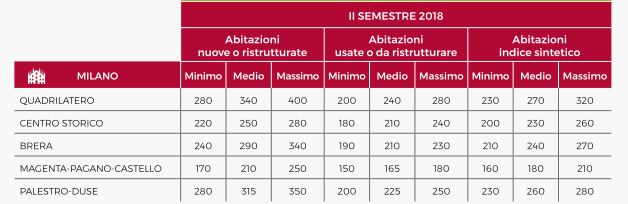 II SEMESTRE 2018
Abitazioni nuove o ristrutturate Abitazioni usate o da ristrutturare Abitazioni indice sintetico
MILANO Minimo Medio Massimo Minimo Medio Massimo Minimo Medio Massimo
QUADRILATERO 280 340 400 200 240 280 230 270 320
CENTRO STORICO 220 250 280 180 210 240 200 230 260
BRERA 240 290 340 190 210 230 210 240 270
MAGENTA-PAGANO-CASTELLO 170 210 250 150 165 180 160 180 210
PALESTRO-DUSE 280 315 350 200 225 250 230 260 280